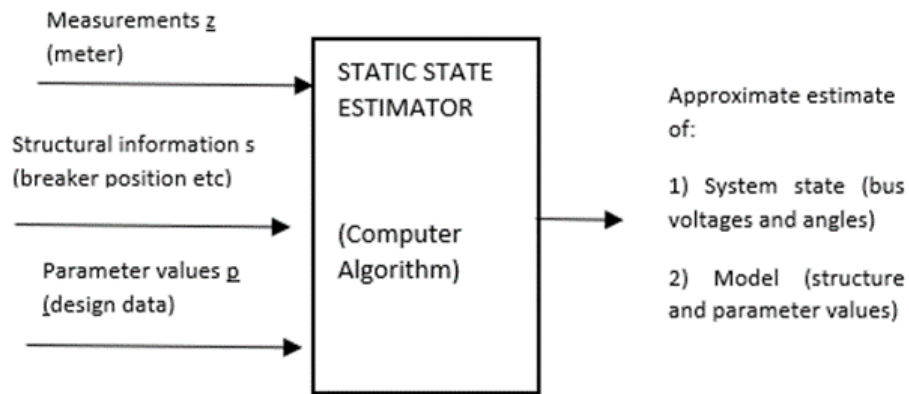 Measurements z
(meter)
Structural information s
(breaker position etc)
Parameter values p
(design data)
STATIC STATE
ESTIMATOR
(Computer
Algorithm)
Approximate estimate
of:
1) System state (bus
voltages and angles)
2) Model (structure
and parameter values)